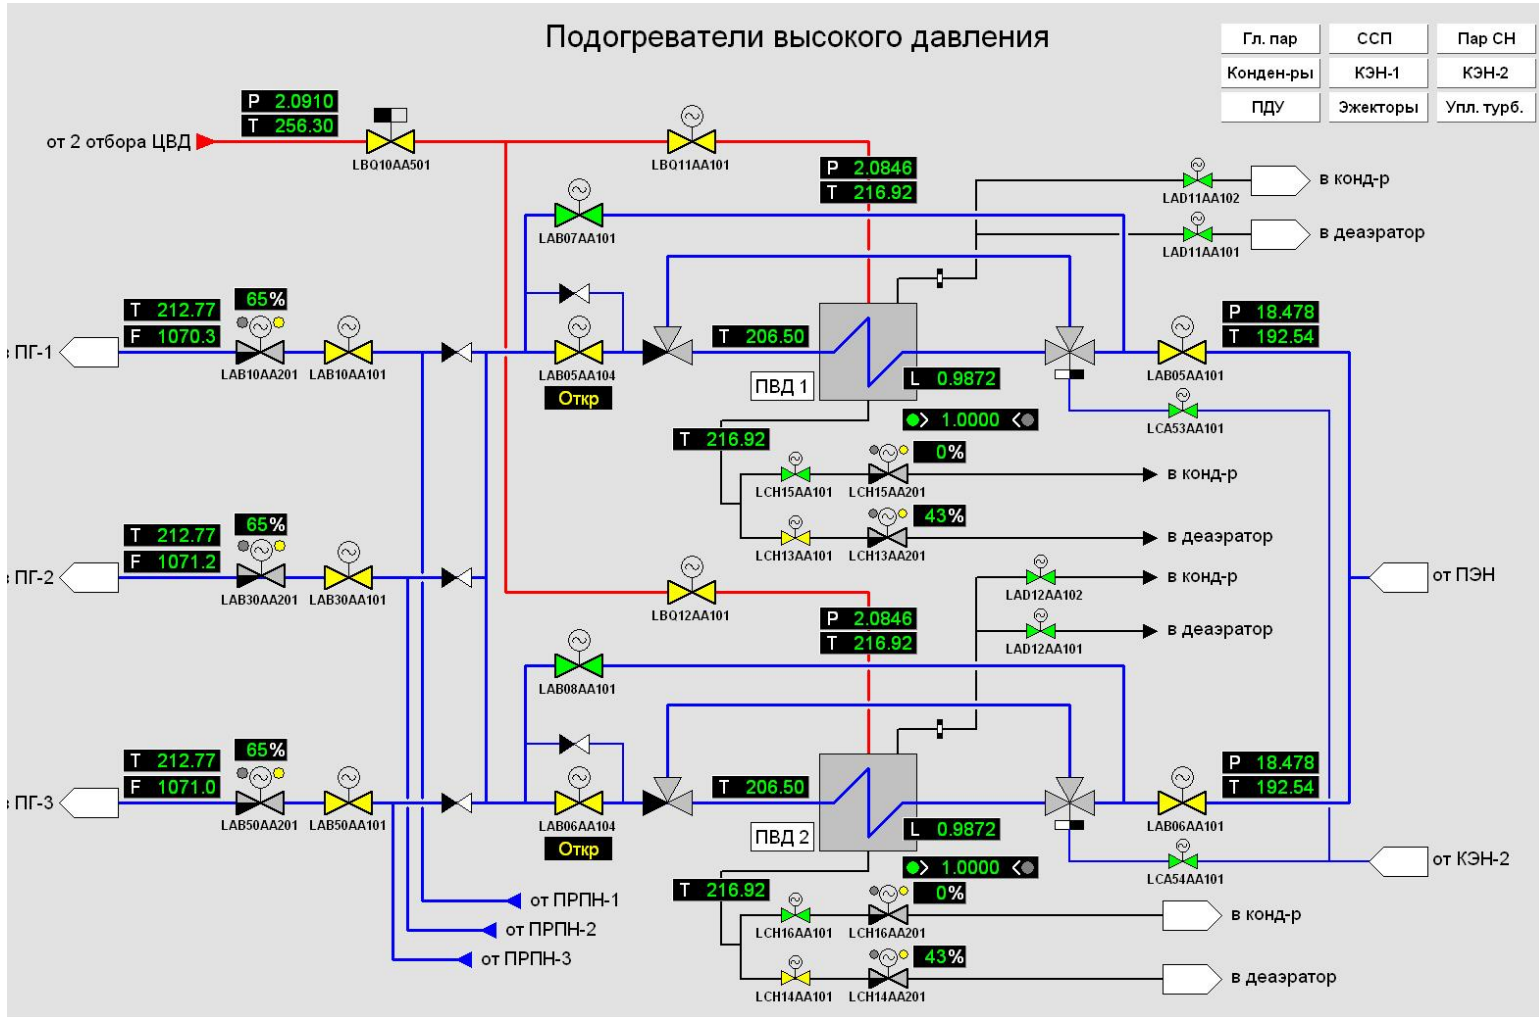 Подогреватели высокого давления
Гл. пар
ССП
Пар СН
Конден-ры
КЭН-1
КЭН-2
ПДУ
Эжекторы
Упл. турб.
P 2.0910
T 256.30
от 2 отбора ЦВД
LBQ10AA501
LBQ11AA101
P 2.0846
T 216.92
LAD11AA102
в конд-р
LAB07AA101
LAD11AA101
в деаэратор
T 212.77
F 1070.3
65%
в ПГ-1
LAB10AA201
LAB10AA101
LAB05AA104
Откр
T 206.50
ПВД 1
L 0.9872
1.0000
P 18.478
T 192.54
LAB05AA101
LCA53AA101
T 216.92
0%
LCH15AA101
LCH15AA201
в конд-р
43%
LCH13AA101
LCH13AA201
в деаэратор
T 212.77
F 1071.2
65%
в ПГ-2
LAB30AA201
LAB30AA101
LBQ12AA101
P 2.0846
T 216.92
LAD12AA102
в конд-р
LAD12AA101
в деаэратор
от ПЭН
LAB08AA101
T 212.77
F 1071.0
65%
в ПГ-3
LAB50AA201
LAB50AA101
LAB06AA104
Откр
T 206.50
ПВД 2
L 0.9872
1.0000
P 18.478
T 192.54
LAB06AA101
LCA54AA101
от КЭН-2
T 216.92
0%
LCH16AA101
LCH16AA201
в конд-р
43%
LCH14AA101
LCH14AA201
в деаэратор
от ПРПН-1
от ПРПН-2
от ПРПН-3